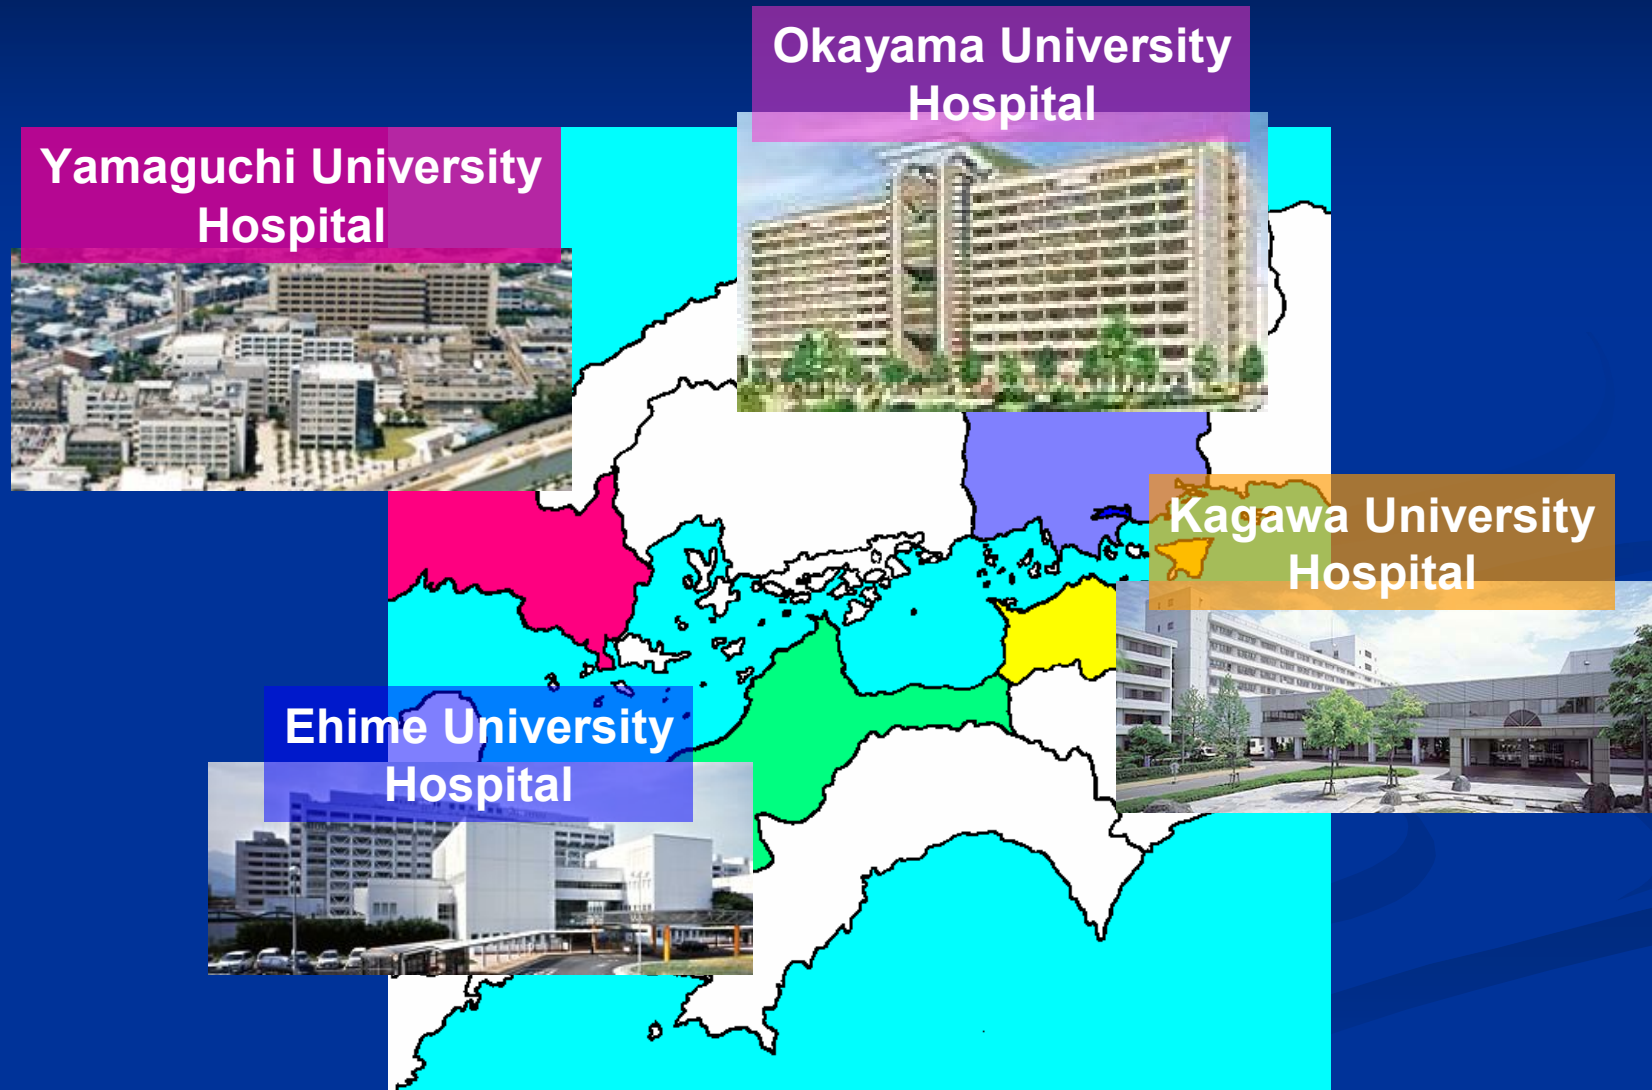 Okayama University
Hospital
Yamaguchi University
Hospital
Kagawa University
Hospital
Ehime University
Hospital